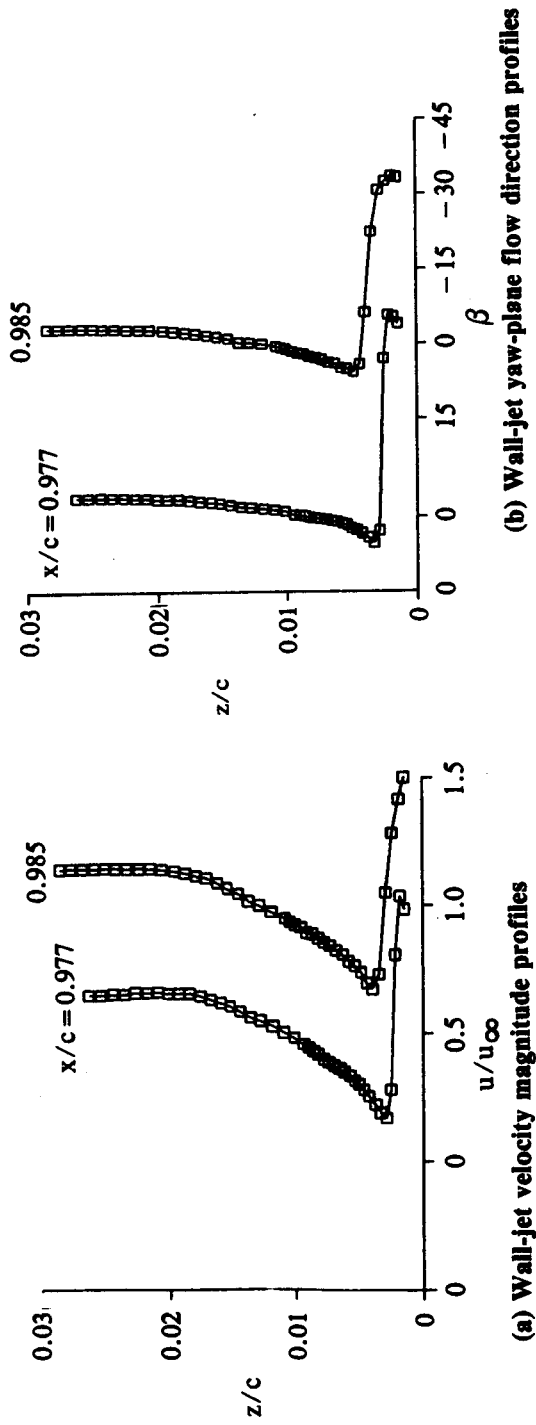 z/c
0.03
0.02
0.01
0
x/c = 0.977
0.985
0
0
0.5
1.0
1.5
u/u∞
(a) Wall-jet velocity magnitude profiles
z/c
0.03
0.02
0.01
0
x/c = 0.977
0.985
0
0
15
0
−15
−30
−45
β
(b) Wall-jet yaw-plane flow direction profiles